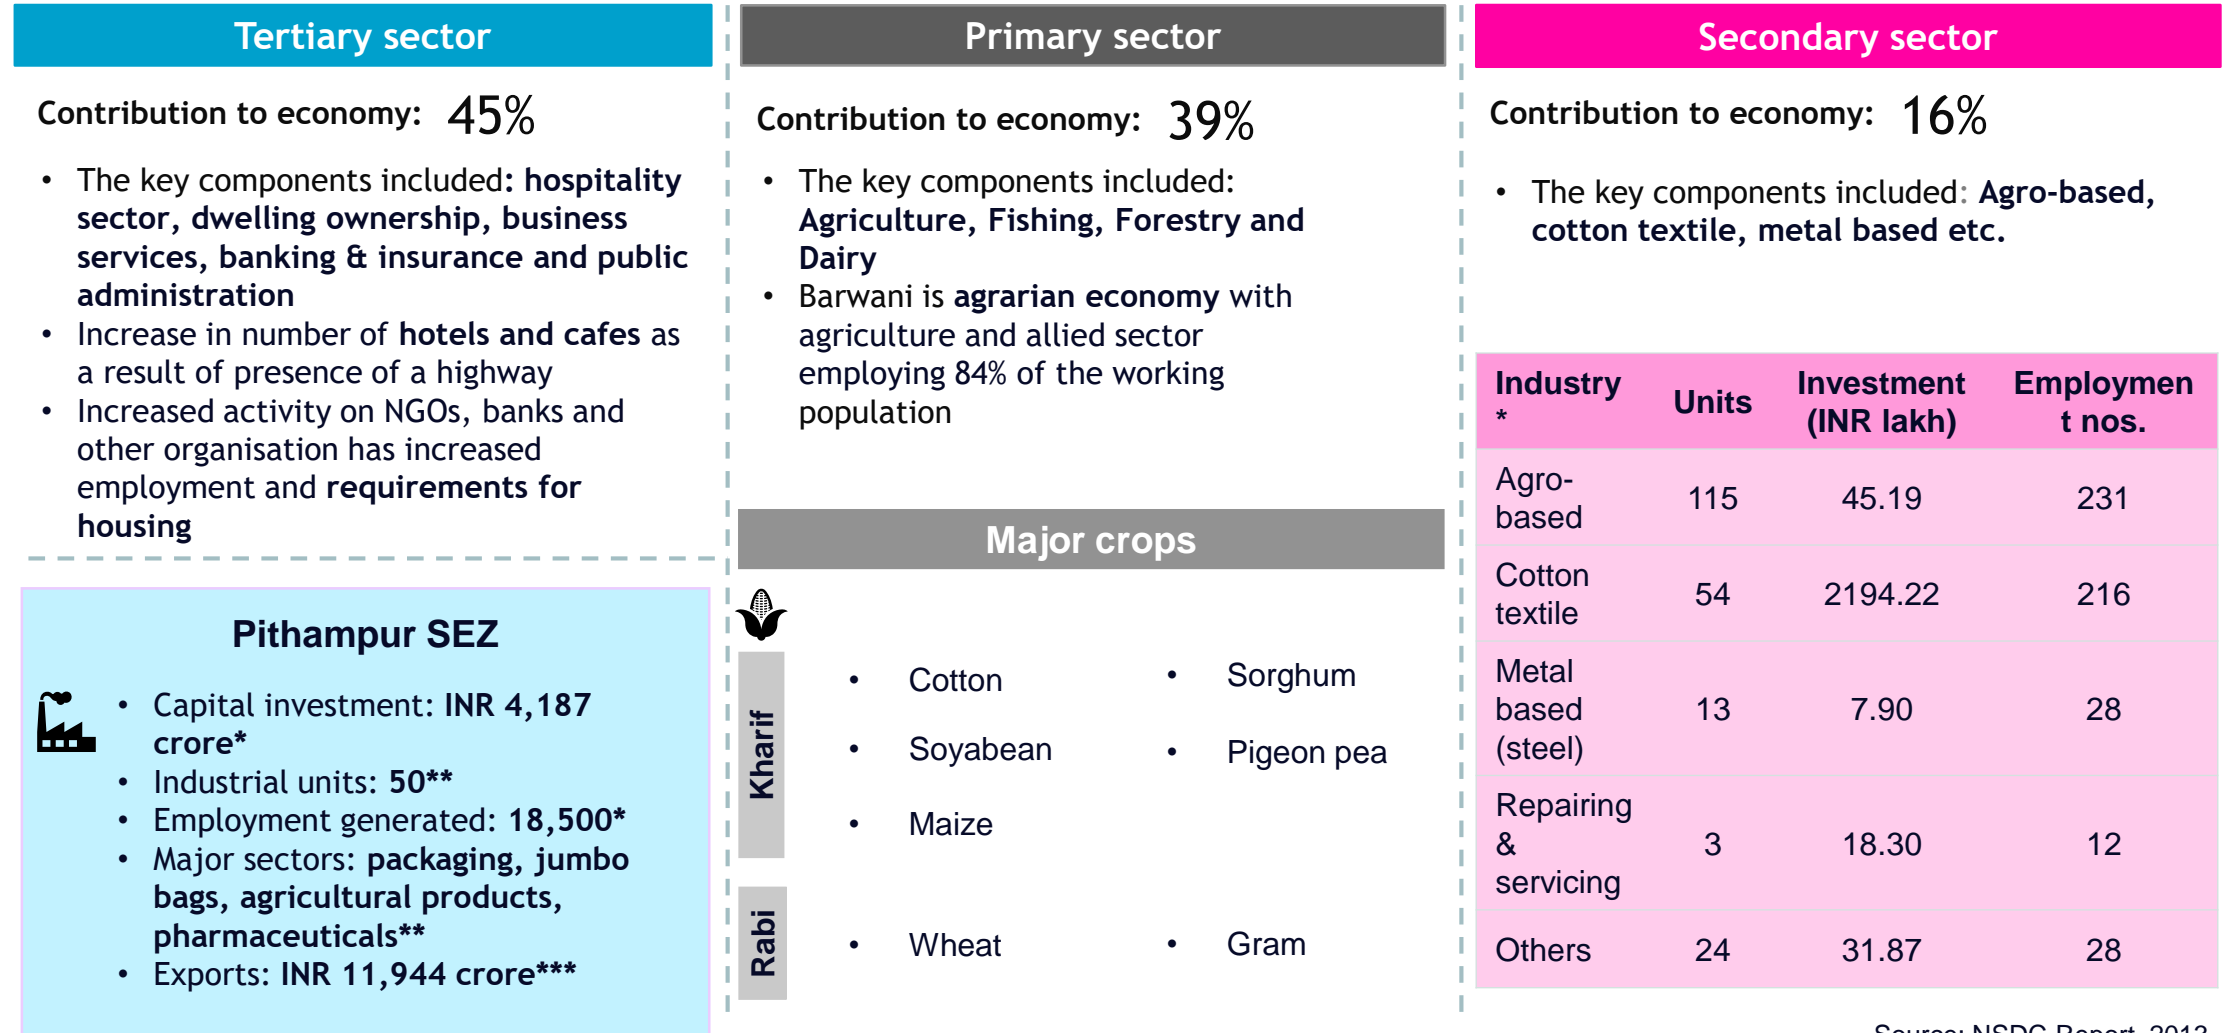 Tertiary sector
Contribution to economy: 45%
• The key components included: hospitality
sector, dwelling ownership, business
services, banking & insurance and public
administration
• Increase in number of hotels and cafes as
a result of presence of a highway
• Increased activity on NGOs, banks and
other organisation has increased
employment and requirements for
housing
Pithampur SEZ
• Capital investment: INR 4,187
crore*
• Industrial units: 50**
• Employment generated: 18,500*
• Major sectors: packaging, jumbo
bags, agricultural products,
pharmaceuticals**
• Exports: INR 11,944 crore***
Primary sector
Contribution to economy: 39%
• The key components included:
Agriculture, Fishing, Forestry and
Dairy
• Barwani is agrarian economy with
agriculture and allied sector
employing 84% of the working
population
Major crops
Kharif
• Cotton • Sorghum
• Soyabean • Pigeon pea
• Maize
Rabi
• Wheat • Gram
Secondary sector
Contribution to economy: 16%
• The key components included: Agro-based,
cotton textile, metal based etc.
Industry Units Investment Employmen
* (INR lakh) t nos.
Agro-
based 115 45.19 231
Cotton
textile 54 2194.22 216
Metal
based 13 7.90 28
(steel)
Repairing
& 3 18.30 12
servicing
Others 24 31.87 28
Source: NSDC Report, 2013